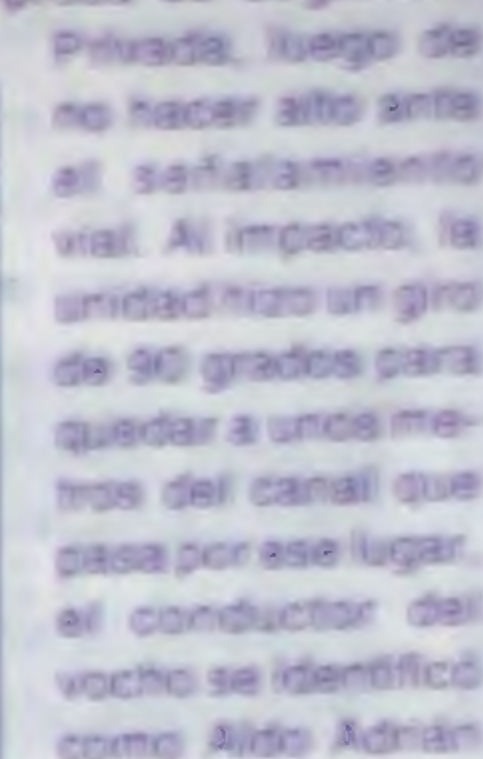 Privada, luego de
no hacer alto ante
el señalamiento
vial. Al impacto, la
unidad hizo un giro
de 90 grados para
quedar a unos me-
tros del canal que
pasa por ese lugar,
el conductor del
vocho se identificó
como Aldo Adrián